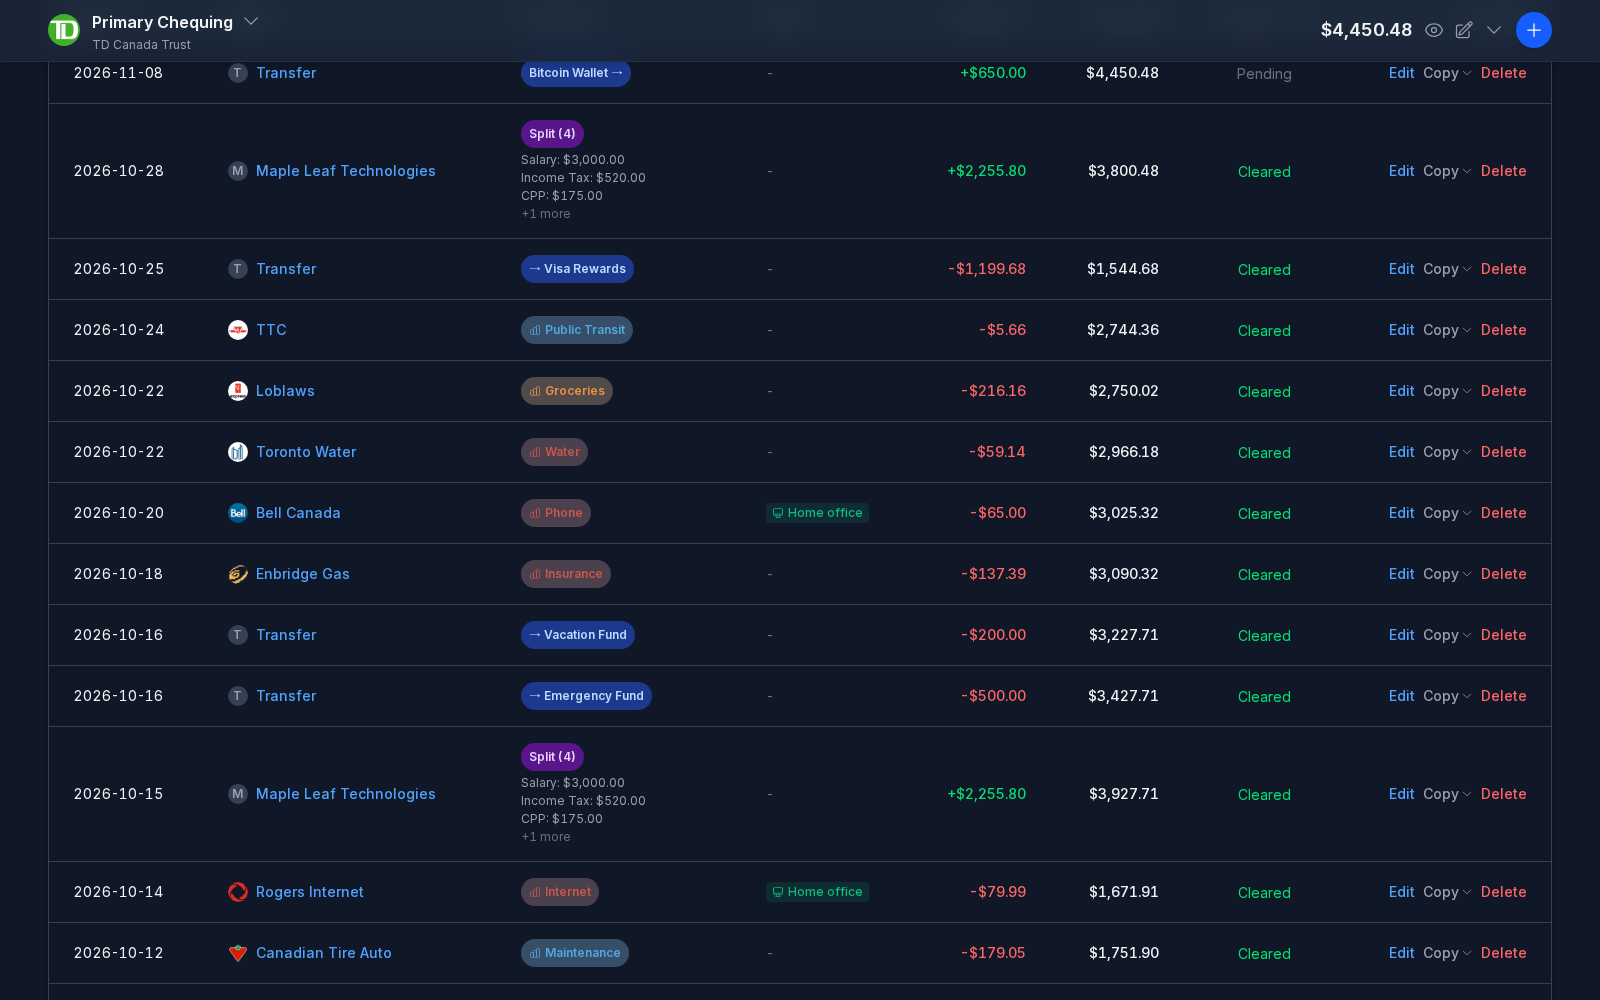 TD Primary Chequing
TD Canada Trust
$4,450.48
2026-11-08 T Transfer Bitcoin Wallet → - +$650.00 $4,450.48 Pending Edit Copy Delete
2026-10-28 M Maple Leaf Technologies Split (4) - +$2,255.80 $3,800.48 Cleared Edit Copy Delete
Salary: $3,000.00
Income Tax: $520.00
CPP: $175.00
+1 more
2026-10-25 T Transfer → Visa Rewards - -$1,199.68 $1,544.68 Cleared Edit Copy Delete
2026-10-24 TTC Public Transit - -$5.66 $2,744.36 Cleared Edit Copy Delete
2026-10-22 Loblaws Groceries - -$216.16 $2,750.02 Cleared Edit Copy Delete
2026-10-22 Toronto Water Water - -$59.14 $2,966.18 Cleared Edit Copy Delete
2026-10-20 Bell Bell Canada Phone Home office -$65.00 $3,025.32 Cleared Edit Copy Delete
2026-10-18 Enbridge Gas Insurance - -$137.39 $3,090.32 Cleared Edit Copy Delete
2026-10-16 T Transfer → Vacation Fund - -$200.00 $3,227.71 Cleared Edit Copy Delete
2026-10-16 T Transfer → Emergency Fund - -$500.00 $3,427.71 Cleared Edit Copy Delete
2026-10-15 M Maple Leaf Technologies Split (4) - +$2,255.80 $3,927.71 Cleared Edit Copy Delete
Salary: $3,000.00
Income Tax: $520.00
CPP: $175.00
+1 more
2026-10-14 Rogers Internet Internet Home office -$79.99 $1,671.91 Cleared Edit Copy Delete
2026-10-12 Canadian Tire Auto Maintenance - -$179.05 $1,751.90 Cleared Edit Copy Delete